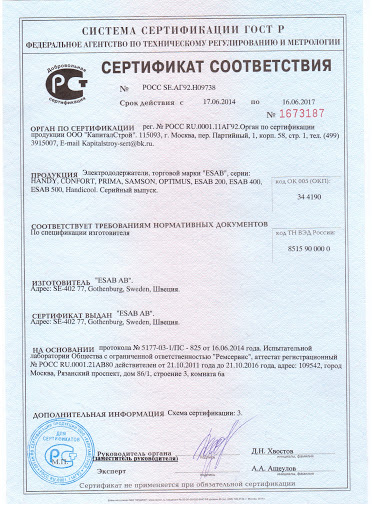 СИСТЕМА СЕРТИФИКАЦИИ ГОСТ Р
ФЕДЕРАЛЬНОЕ АГЕНТСТВО ПО ТЕХНИЧЕСКОМУ РЕГУЛИРОВАНИЮ И МЕТРОЛОГИИ
Добровольная
сертификация
СЕРТИФИКАТ СООТВЕТСТВИЯ
№ РОСС SE.АГ92.Н09738
Срок действия с 17.06.2014 по 16.06.2017
№ 1673187
ОРГАН ПО СЕРТИФИКАЦИИ рег. № РОСС RU.0001.11АГ92.Орган по сертификации
продукции ООО "КапиталСтрой". 115093, г. Москва, пер. Партийный, 1, корп. 58, стр. 1, тел. (499)
3915007, E-mail Kapitalstroy-sert@bk.ru.
ПРОДУКЦИЯ Электрододержатели, торговой марки "ESAB", серии:
HANDY, CONFORT, PRIMA, SAMSON, OPTIMUS, ESAB 200, ESAB 400,
ESAB 500, Handicool. Серийный выпуск.
код ОК 005 (ОКП):
34 4190
СООТВЕТСТВУЕТ ТРЕБОВАНИЯМ НОРМАТИВНЫХ ДОКУМЕНТОВ
По спецификации изготовителя
код ТН ВЭД России:
8515 90 000 0
ИЗГОТОВИТЕЛЬ "ESAB AB".
Адрес: SE-402 77, Gothenburg, Sweden, Швеция.
СЕРТИФИКАТ ВЫДАН "ESAB AB".
Адрес: SE-402 77, Gothenburg, Sweden, Швеция.
НА ОСНОВАНИИ протокола № 5177-03-1/ПС - 825 от 16.06.2014 года. Испытательной
лаборатории Общества с ограниченной ответственностью "Ремсервис", аттестат регистрационный
№ РОСС RU.0001.21АВ80 действителен от 21.10.2011 до 21.10.2016 года, адрес: 109542, город
Москва, Рязанский проспект, дом 86/1, строение 3, комната 6а
ДОПОЛНИТЕЛЬНАЯ ИНФОРМАЦИЯ Схема сертификации: 3.
ДЛЯ
СЕРТИФИКАТОВ
М.П.
Руководитель органа
(заместитель руководителя)
Д.Н. Хвостов
Эксперт
А.А. Ащеулов
Сертификат не применяется при обязательной сертификации